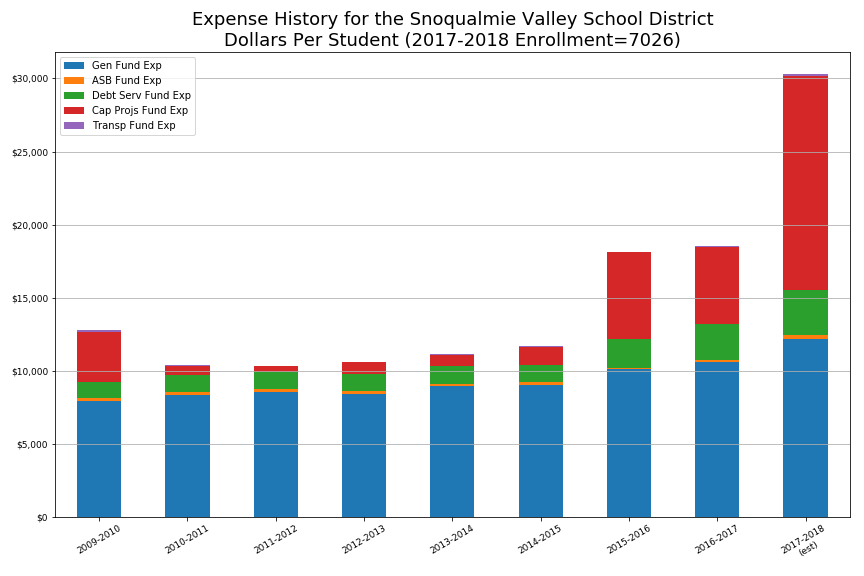 Expense History for the Snoqualmie Valley School District
Dollars Per Student (2017-2018 Enrollment=7026)
Gen Fund Exp
ASB Fund Exp
Debt Serv Fund Exp
Cap Projs Fund Exp
Transp Fund Exp
$30,000
$25,000
$20,000
$15,000
$10,000
$5,000
$0
2009-2010
2010-2011
2011-2012
2012-2013
2013-2014
2014-2015
2015-2016
2016-2017
2017-2018
(est)